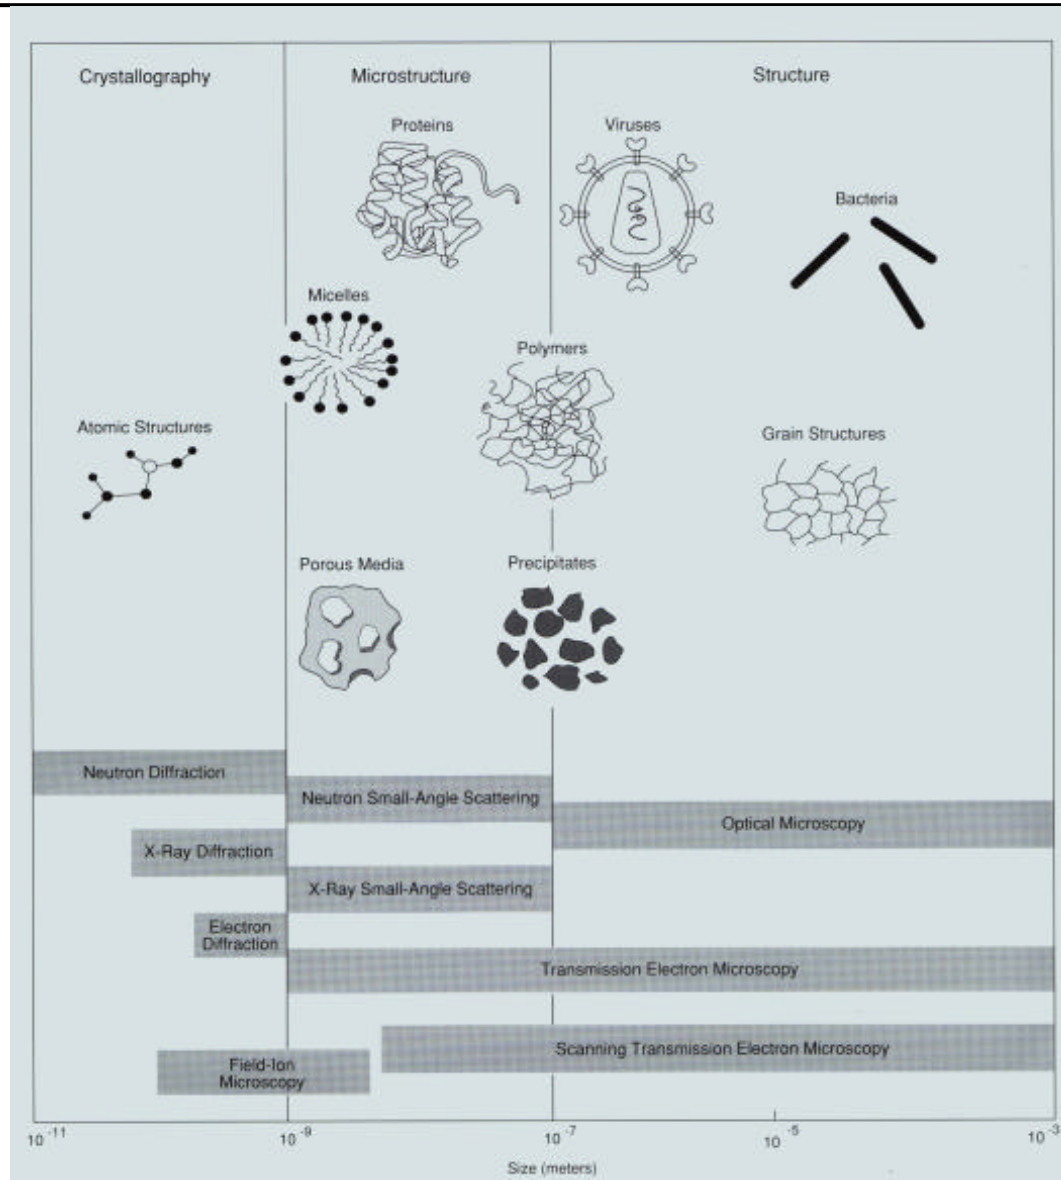 Crystallography
Microstructure
Structure
Proteins
Viruses
Bacteria
Micelles
Polymers
Atomic Structures
Grain Structures
Porous Media
Precipitates
Neutron Diffraction
Neutron Small-Angle Scattering
Optical Microscopy
X-Ray Diffraction
X-Ray Small-Angle Scattering
Electron
Diffraction
Transmission Electron Microscopy
Scanning Transmission Electron Microscopy
Field-Ion
Microscopy
10 -11
10 -9
10 -7
10 -5
10 -3
Size (meters)